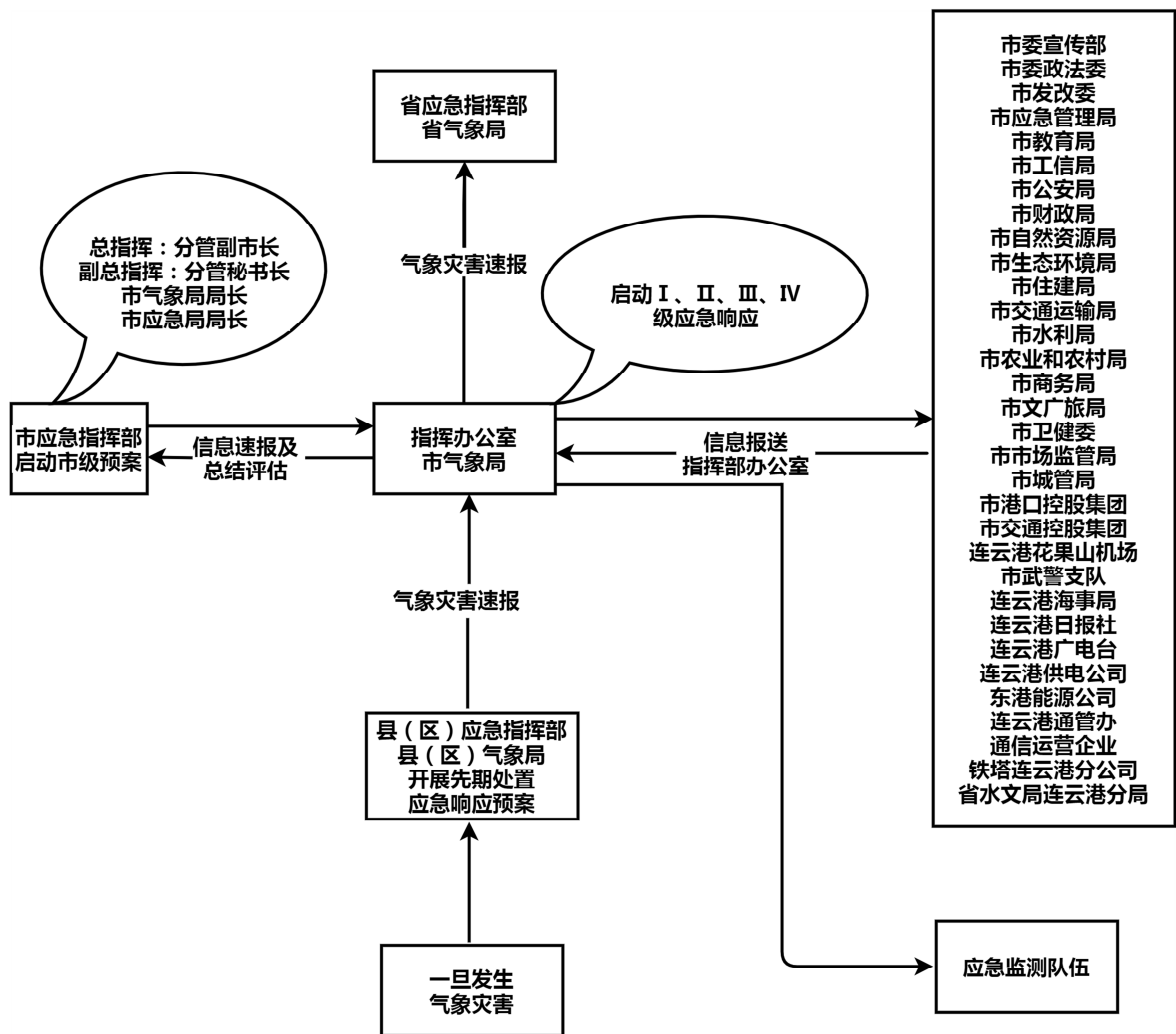 省应急指挥部
省气象局
总指挥：分管副市长
副总指挥：分管秘书长
市气象局局长
市应急局局长
气象灾害速报
启动Ⅰ、Ⅱ、Ⅲ、Ⅳ
级应急响应
市应急指挥部
启动市级预案
信息速报及
总结评估
指挥办公室
市气象局
信息报送
指挥部办公室
气象灾害速报
县（区）应急指挥部
县（区）气象局
开展先期处置
应急响应预案
一旦发生
气象灾害
市委宣传部
市委政法委
市发改委
市应急管理局
市教育局
市工信局
市公安局
市财政局
市自然资源局
市生态环境局
市住建局
市交通运输局
市水利局
市农业和农村局
市商务局
市文广旅局
市卫健委
市市场监管局
市城管局
市港口控股集团
市交通控股集团
连云港花果山机场
市武警支队
连云港海事局
连云港日报社
连云港广电台
连云港供电公司
东港能源公司
连云港通管办
通信运营企业
铁塔连云港分公司
省水文局连云港分局
应急监测队伍